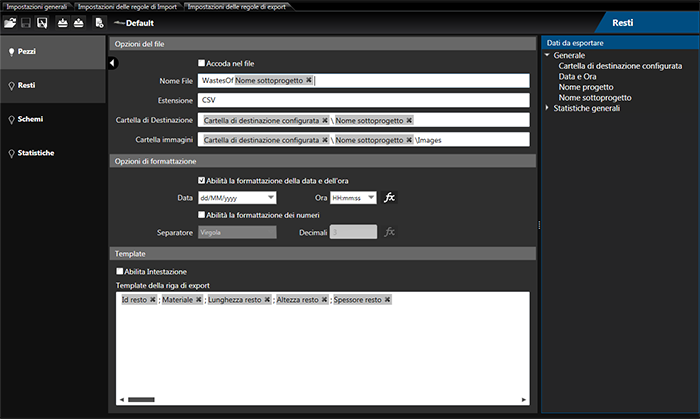 Impostazioni generali Impostazioni delle regole di Import Impostazioni delle regole di export
Default
Resti
Pezzi
Resti
Schemi
Statistiche
Opzioni del file
Accoda nel file
Nome File WastesOf Nome sottoprogetto ✖
Estensione CSV
Cartella di Destinazione Cartella di destinazione configurata ✖ \ Nome sottoprogetto ✖
Cartella immagini Cartella di destinazione configurata ✖ \ Nome sottoprogetto ✖ \Images
Opzioni di formattazione
Abilità la formattazione della data e dell'ora
Data dd/MM/yyyy Ora HH:mm:ss fx
Abilità la formattazione dei numeri
Separatore Virgola Decimali 3 fx
Template
Abilita Intestazione
Template della riga di export
Id resto ✖ ; Materiale ✖ ; Lunghezza resto ✖ ; Altezza resto ✖ ; Spessore resto ✖
Dati da esportare
Generale
Cartella di destinazione configurata
Data e Ora
Nome progetto
Nome sottoprogetto
Statistiche generali